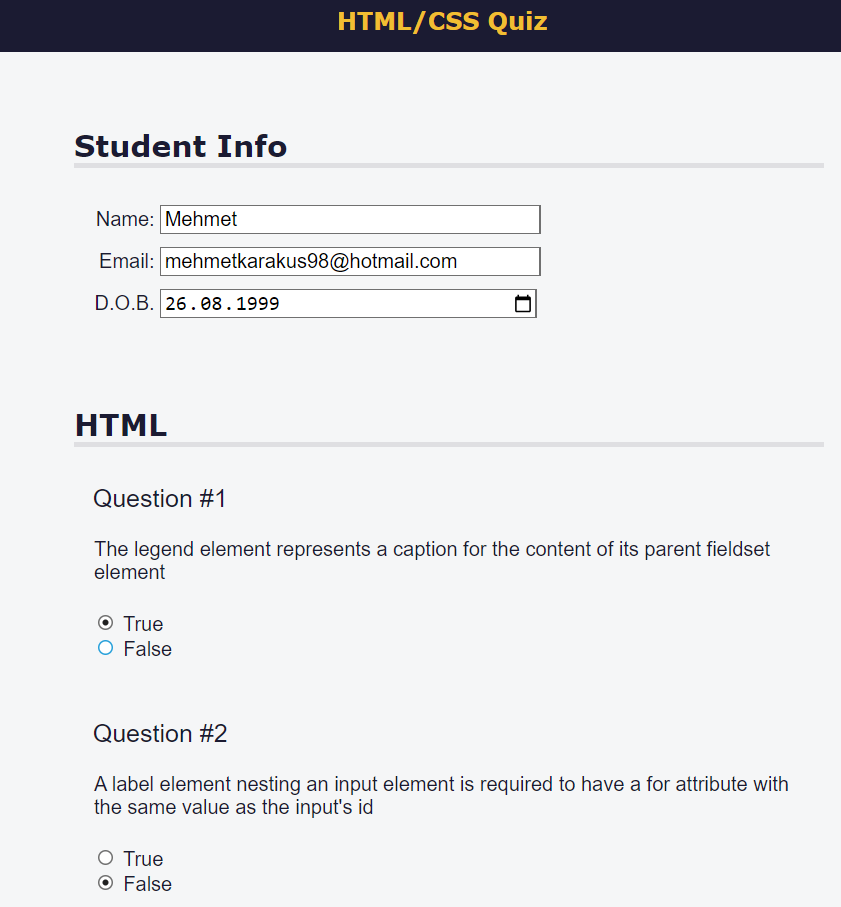 HTML/CSS Quiz
Student Info
Name: Mehmet
Email: mehmetkarakus98@hotmail.com
D.O.B. 26.08.1999
HTML
Question #1
The legend element represents a caption for the content of its parent fieldset
element
True
False
Question #2
A label element nesting an input element is required to have a for attribute with
the same value as the input's id
True
False